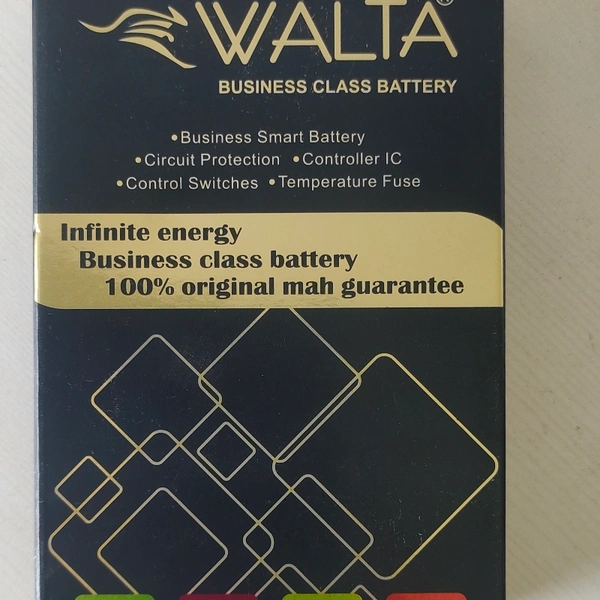 WALTA®
BUSINESS CLASS BATTERY
•Business Smart Battery
•Circuit Protection •Controller IC
•Control Switches •Temperature Fuse
Infinite energy
Business class battery
100% original mah guarantee